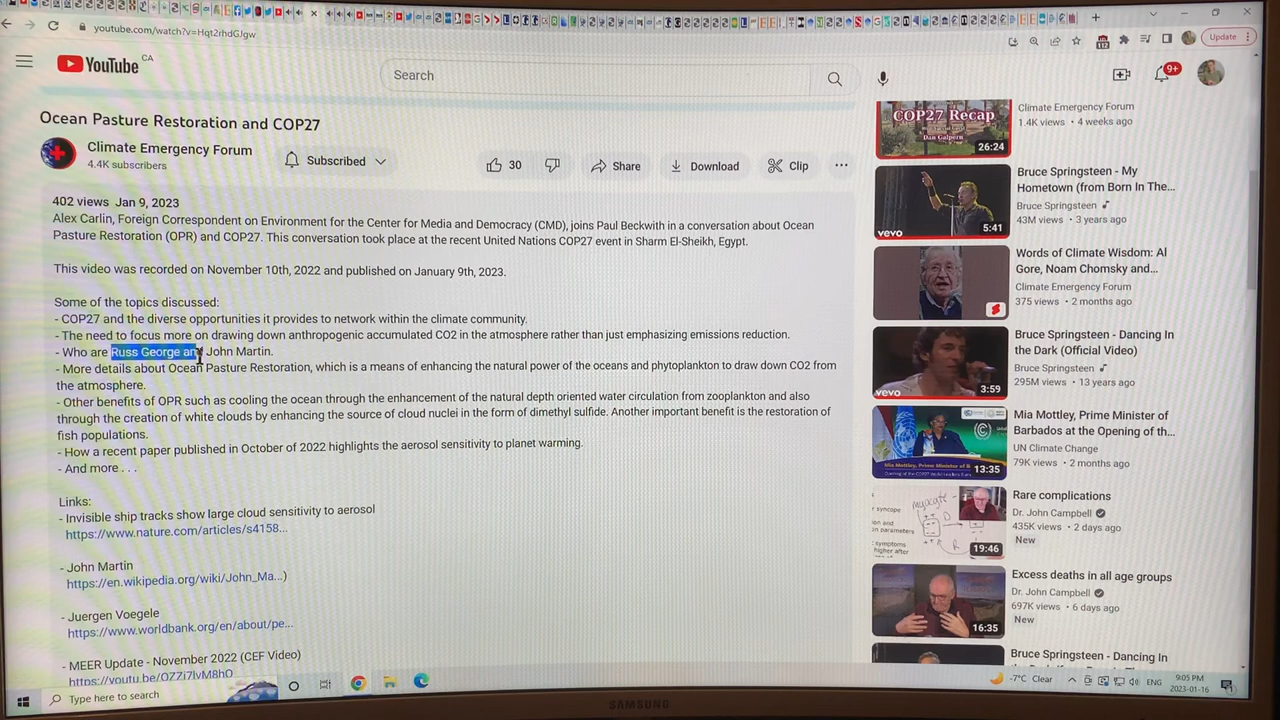 youtube.com/watch?v=Hqt2rhdGJgw
112
Update
YouTube CA
Search
9+
Ocean Pasture Restoration and COP27
Climate Emergency Forum
4.4K subscribers
Subscribed
30
Share
Download
Clip
402 views Jan 9, 2023
Alex Carlin, Foreign Correspondent on Environment for the Center for Media and Democracy (CMD), joins Paul Beckwith in a conversation about Ocean
Pasture Restoration (OPR) and COP27. This conversation took place at the recent United Nations COP27 event in Sharm El-Sheikh, Egypt.
This video was recorded on November 10th, 2022 and published on January 9th, 2023.
Some of the topics discussed:
- COP27 and the diverse opportunities it provides to network within the climate community.
- The need to focus more on drawing down anthropogenic accumulated CO2 in the atmosphere rather than just emphasizing emissions reduction.
- Who are Russ George and John Martin.
- More details about Ocean Pasture Restoration, which is a means of enhancing the natural power of the oceans and phytoplankton to draw down CO2 from
the atmosphere.
- Other benefits of OPR such as cooling the ocean through the enhancement of the natural depth oriented water circulation from zooplankton and also
through the creation of white clouds by enhancing the source of cloud nuclei in the form of dimethyl sulfide. Another important benefit is the restoration of
fish populations.
- How a recent paper published in October of 2022 highlights the aerosol sensitivity to planet warming.
- And more . . .
Links:
- Invisible ship tracks show large cloud sensitivity to aerosol
https://www.nature.com/articles/s4158...
- John Martin
https://en.wikipedia.org/wiki/John_Ma...)
- Juergen Voegele
https://www.worldbank.org/en/about/pe...
- MEER Update - November 2022 (CEF Video)
COP27 Recap
Dan Galpern
26:24
Climate Emergency Forum
1.4K views • 4 weeks ago
vevo
5:41
Bruce Springsteen - My
Hometown (from Born In The...
Bruce Springsteen
43M views • 3 years ago
Words of Climate Wisdom: Al
Gore, Noam Chomsky and...
Climate Emergency Forum
375 views • 2 months ago
vevo
3:59
Bruce Springsteen - Dancing In
the Dark (Official Video)
Bruce Springsteen
295M views • 13 years ago
13:35
Mia Mottley, Prime Minister of
Barbados at the Opening of th...
UN Climate Change
79K views • 2 months ago
19:46
Rare complications
Dr. John Campbell
435K views • 2 days ago
New
16:35
Excess deaths in all age groups
Dr. John Campbell
697K views • 6 days ago
New
Bruce Springsteen - Dancing In
Type here to search
-7°C Clear
ENG
9:05 PM
2023-01-16
SAMSUNG